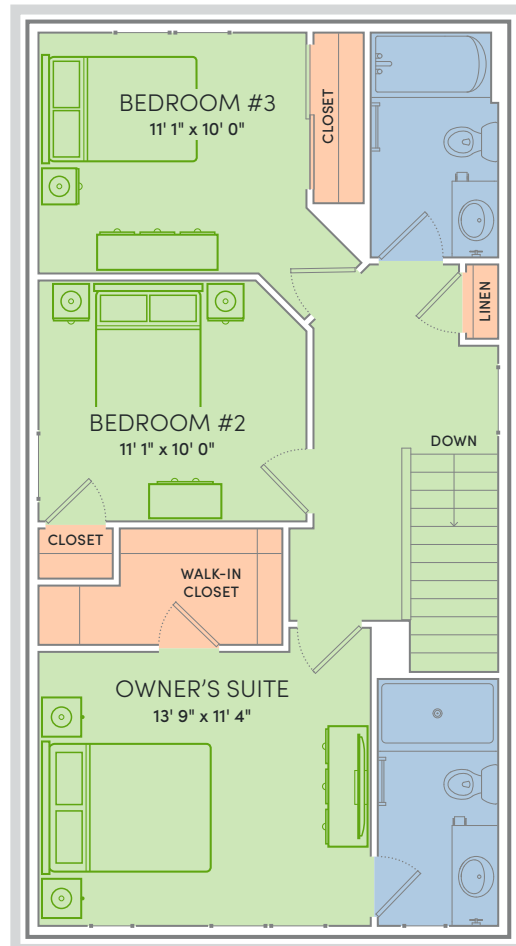 BEDROOM #3
11' 1" x 10' 0"
CLOSET
LINEN
BEDROOM #2
11' 1" x 10' 0"
DOWN
CLOSET
WALK-IN
CLOSET
OWNER’S SUITE
13' 9" x 11' 4"